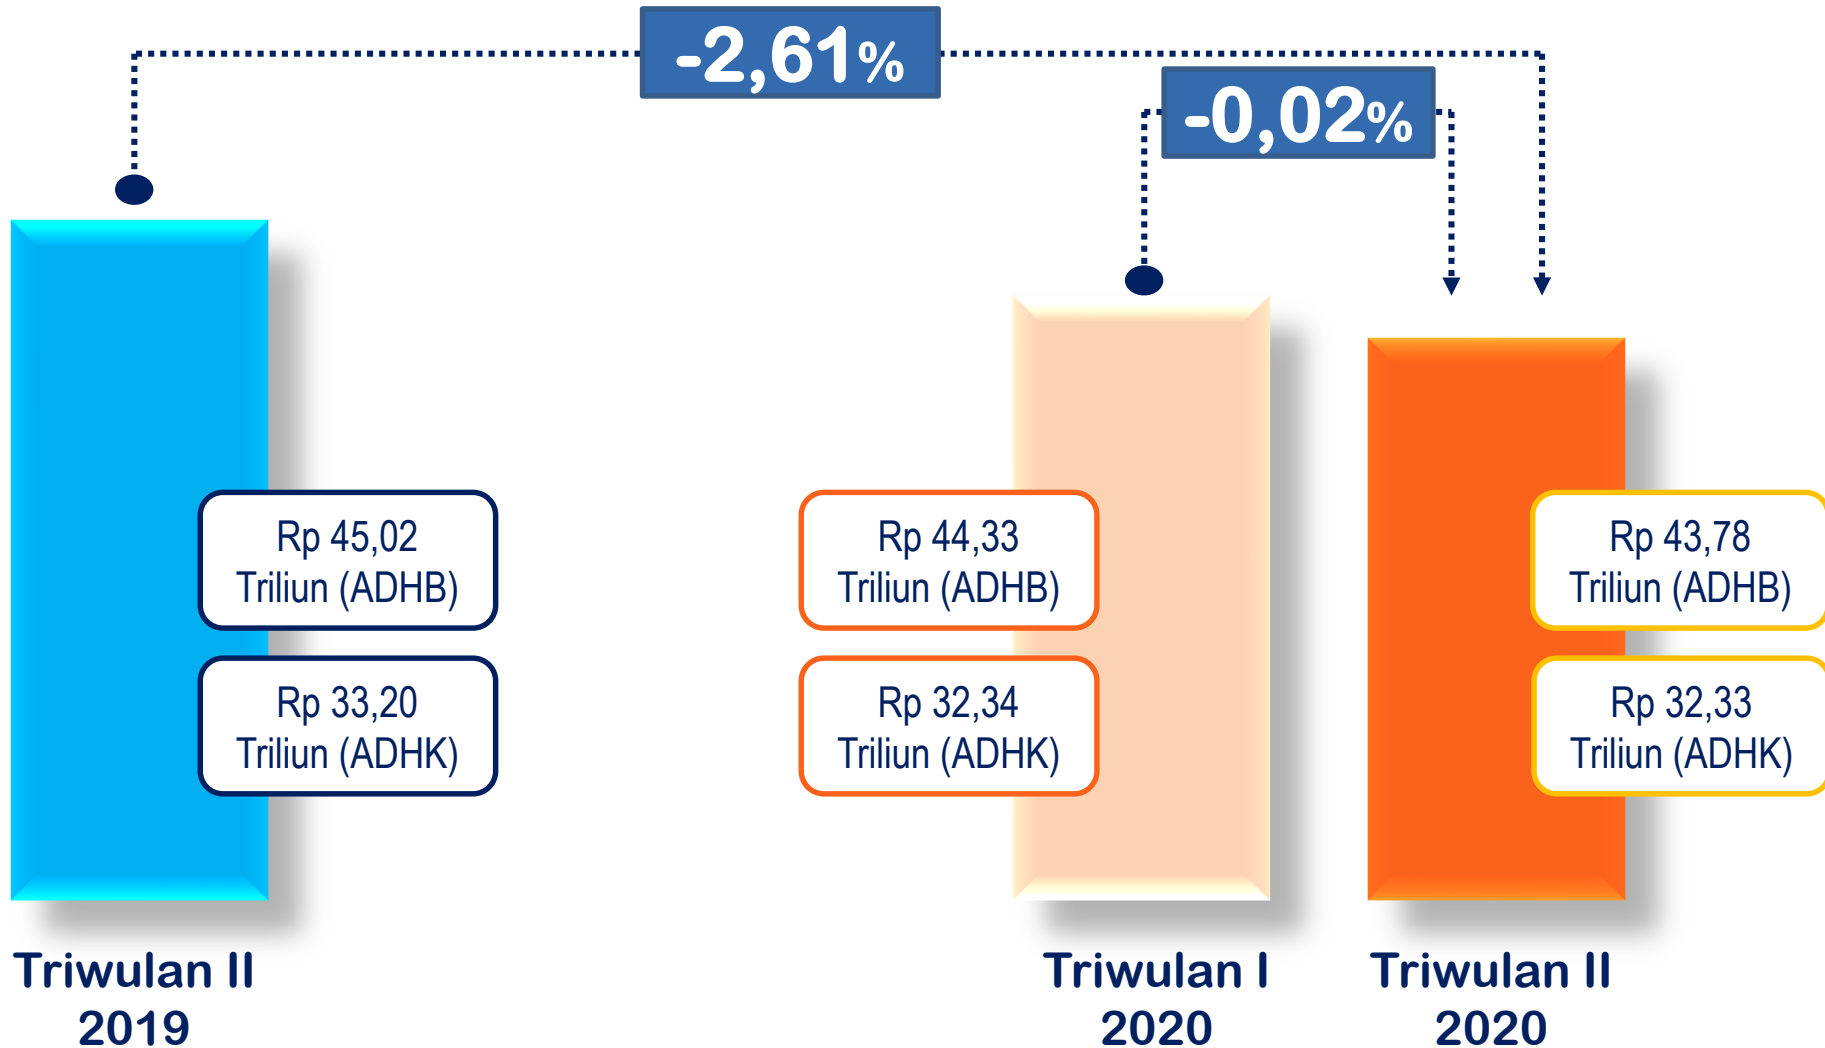 -2,61%
-0,02%
Rp 45,02
Triliun (ADHB)
Rp 33,20
Triliun (ADHK)
Rp 44,33
Triliun (ADHB)
Rp 32,34
Triliun (ADHK)
Rp 43,78
Triliun (ADHB)
Rp 32,33
Triliun (ADHK)
Triwulan II
2019
Triwulan I
2020
Triwulan II
2020